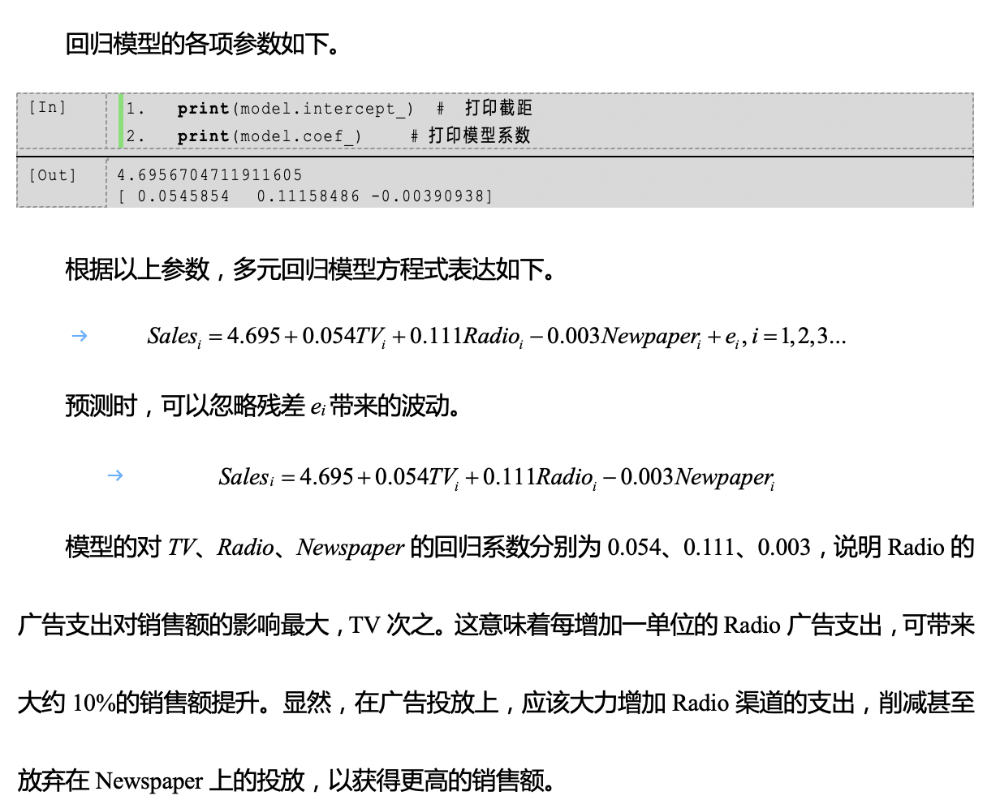 回归模型的各项参数如下。
[In] 1. print(model.intercept_) # 打印截距
2. print(model.coef_) # 打印模型系数
[Out] 4.6956704711911605
[ 0.0545854 0.11158486 -0.00390938]
根据以上参数，多元回归模型方程式表达如下。
→ Salesᵢ = 4.695 + 0.054TVᵢ + 0.111Radioᵢ − 0.003Newpaperᵢ + eᵢ, i = 1,2,3...
预测时，可以忽略残差 eᵢ 带来的波动。
→ Salesᵢ = 4.695 + 0.054TVᵢ + 0.111Radioᵢ − 0.003Newpaperᵢ
模型的对 TV、Radio、Newspaper 的回归系数分别为 0.054、0.111、0.003，说明 Radio 的
广告支出对销售额的影响最大，TV 次之。这意味着每增加一单位的 Radio 广告支出，可带来
大约 10%的销售额提升。显然，在广告投放上，应该大力增加 Radio 渠道的支出，削减甚至
放弃在 Newspaper 上的投放，以获得更高的销售额。